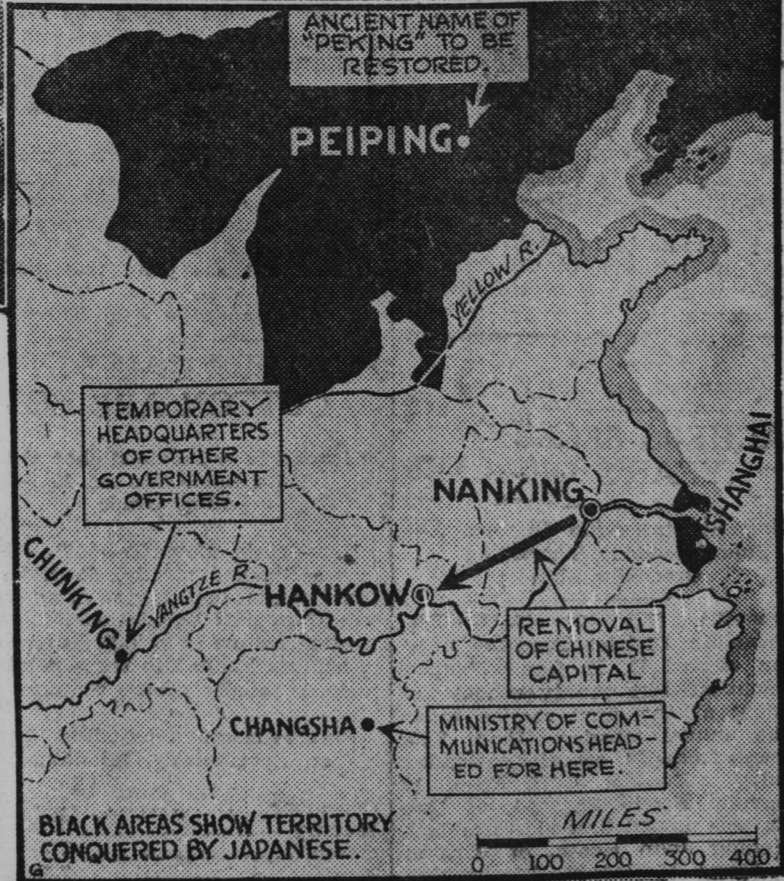 ANCIENT NAME OF
"PEKING" TO BE
RESTORED.
PEIPING
YELLOW R.
TEMPORARY
HEADQUARTERS
OF OTHER
GOVERNMENT
OFFICES.
NANKING
SHANGHAI
CHUNKING
YANGTZE R.
HANKOW
REMOVAL
OF CHINESE
CAPITAL
CHANGSHA
MINISTRY OF COM-
MUNICATIONS HEAD-
ED FOR HERE.
BLACK AREAS SHOW TERRITORY
CONQUERED BY JAPANESE.
MILES
0 100 200 300 400
G